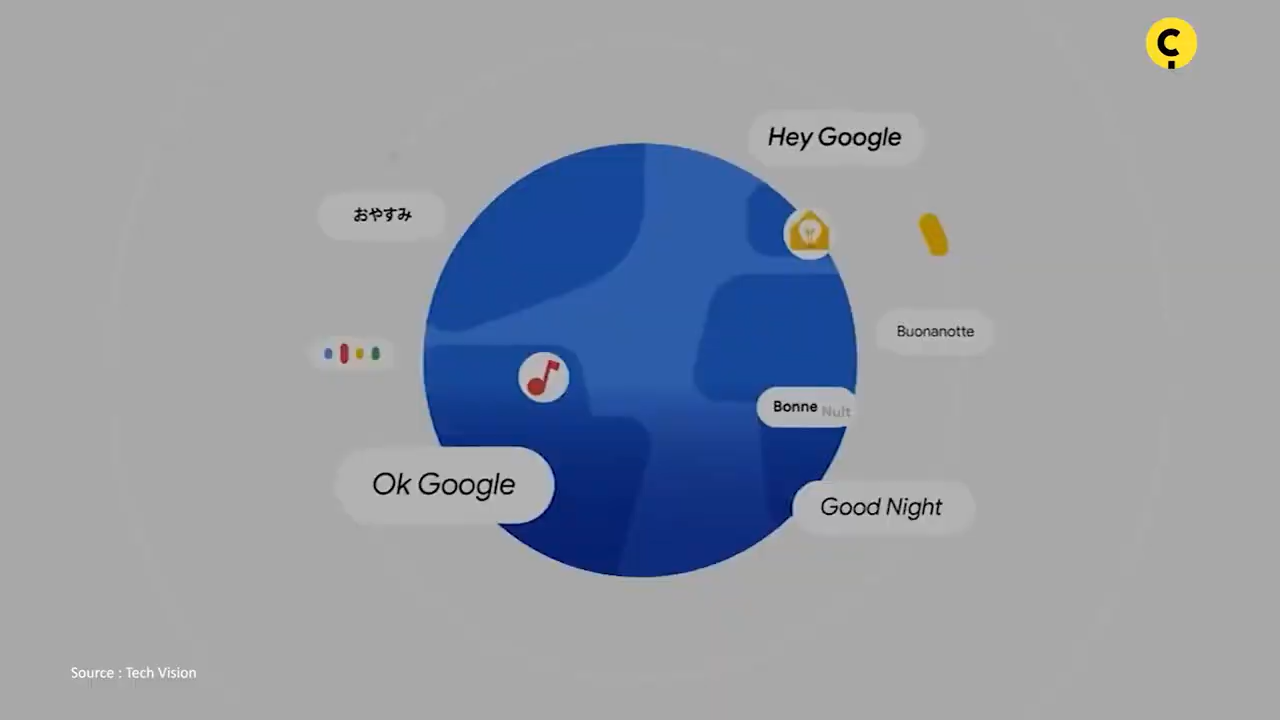 Hey Google
おやすみ
Buonanotte
Bonne Nuit
Ok Google
Good Night
Source : Tech Vision